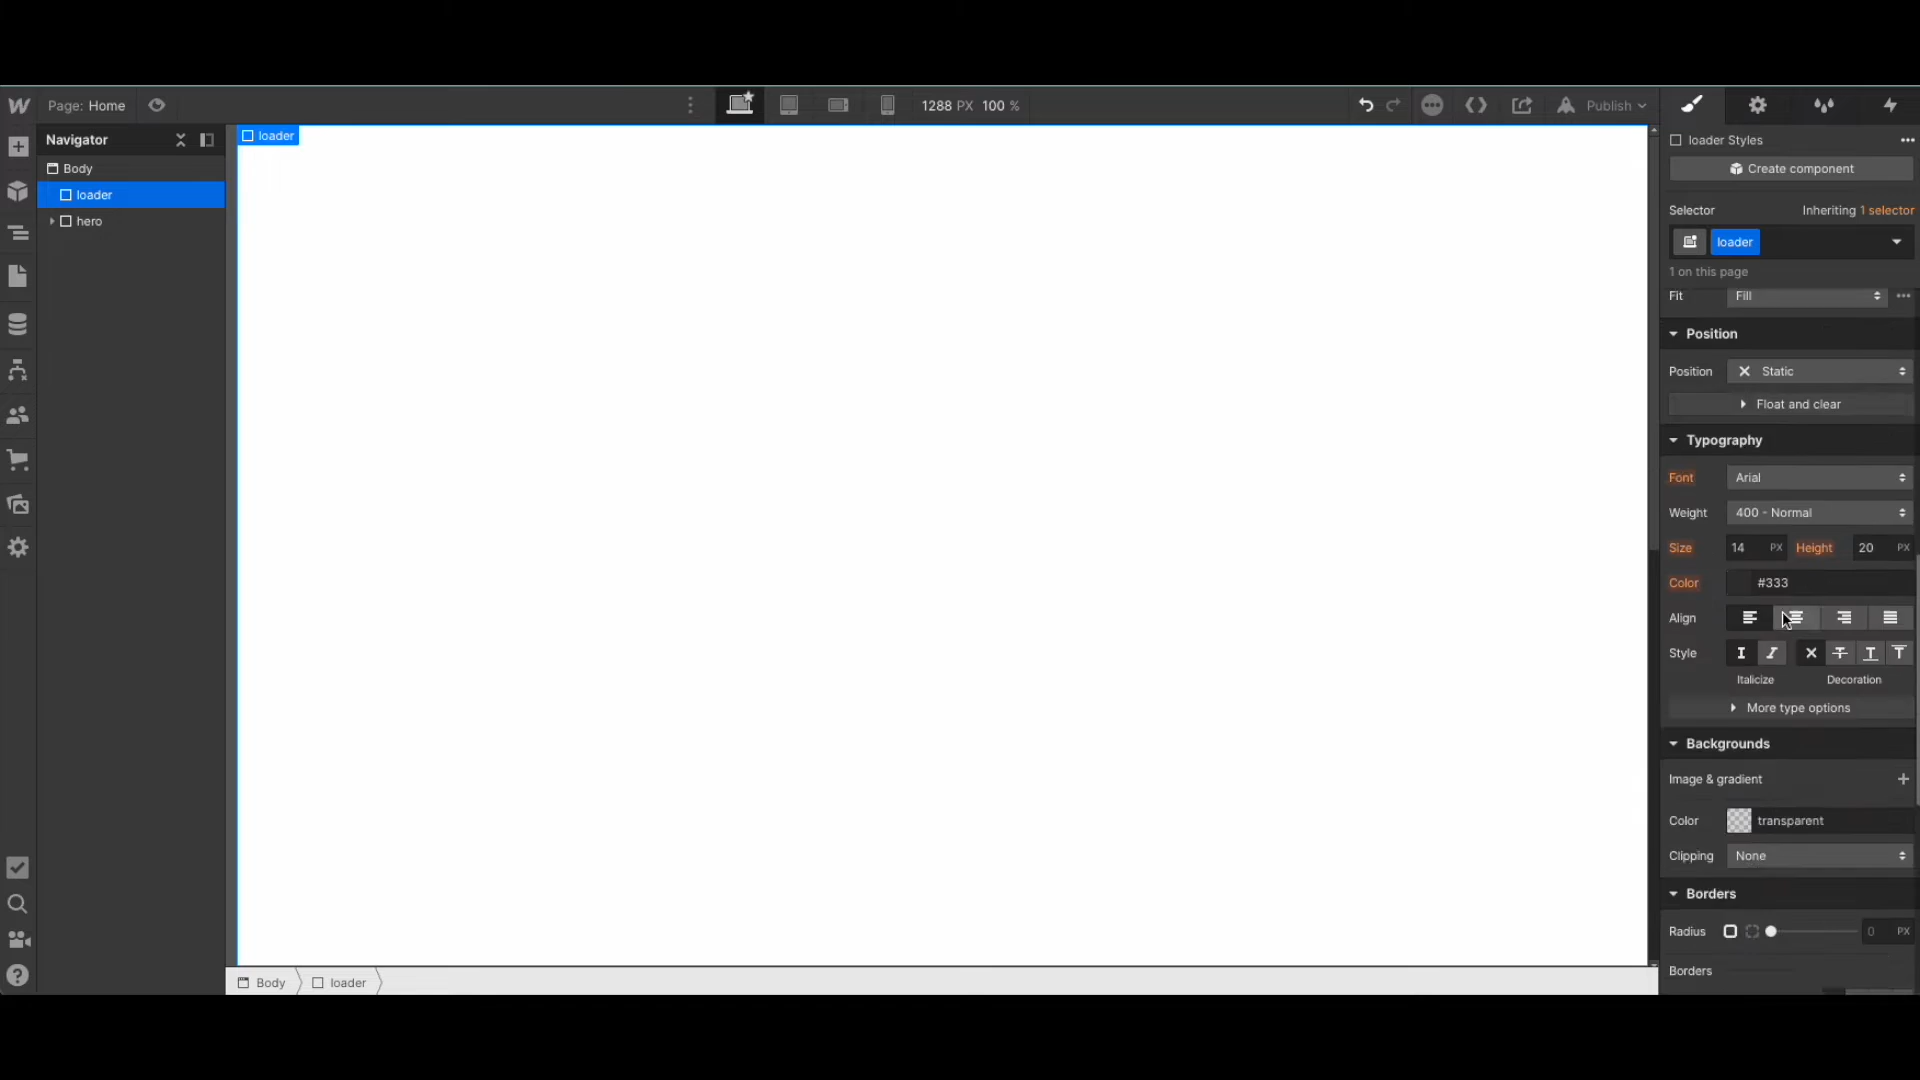 Page: Home
1288 PX 100 %
Publish
Navigator
Body
loader
hero
loader
loader Styles
Create component
Selector
Inheriting 1 selector
loader
1 on this page
Fit
Fill
Position
Position
Static
Float and clear
Typography
Font
Arial
Weight
400 - Normal
Size
14 PX
Height
20 PX
Color
#333
Align
Style
Italicize
Decoration
More type options
Backgrounds
Image & gradient
Color
transparent
Clipping
None
Borders
Radius
0 PX
Borders
Body
loader